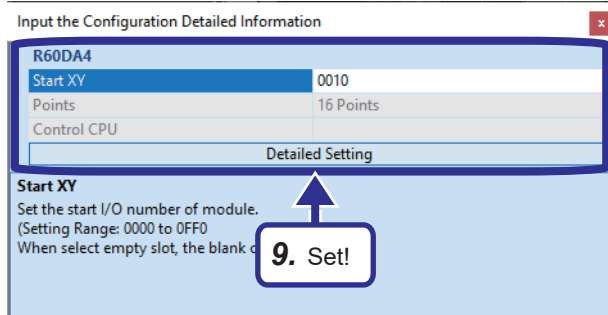 Input the Configuration Detailed Information
x
R60DA4
Start XY 0010
Points 16 Points
Control CPU
Detailed Setting
Start XY
Set the start I/O number of module.
(Setting Range: 0000 to 0FF0
When select empty slot, the blank
9. Set!